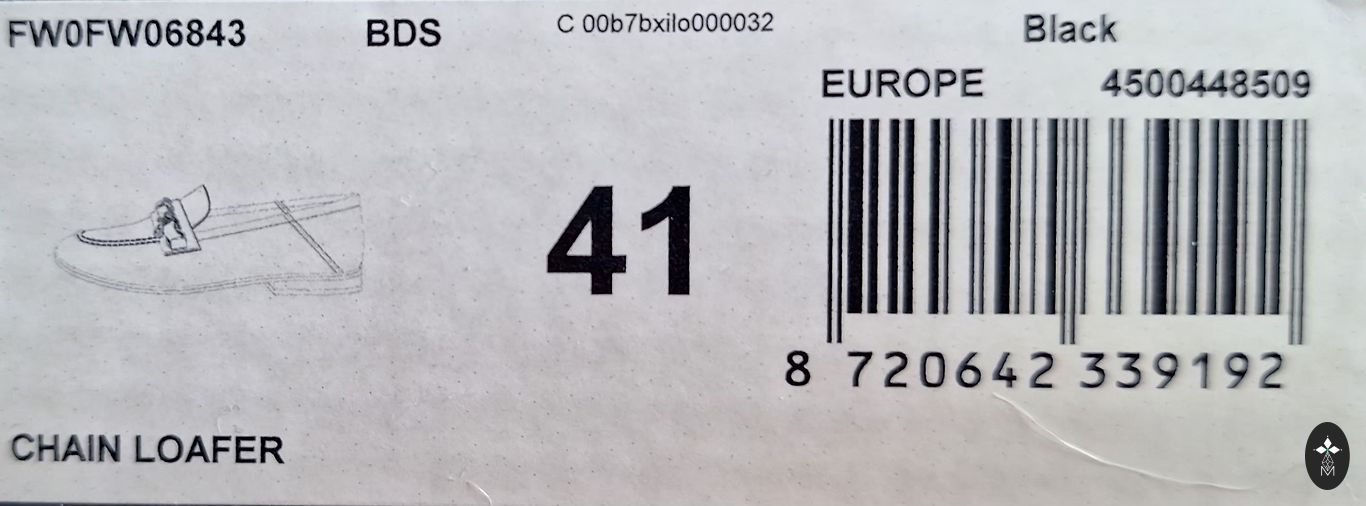 FW0FW06843 BDS C 00b7bxilo000032 Black
EUROPE 4500448509
41
8 720642 339192
CHAIN LOAFER
M